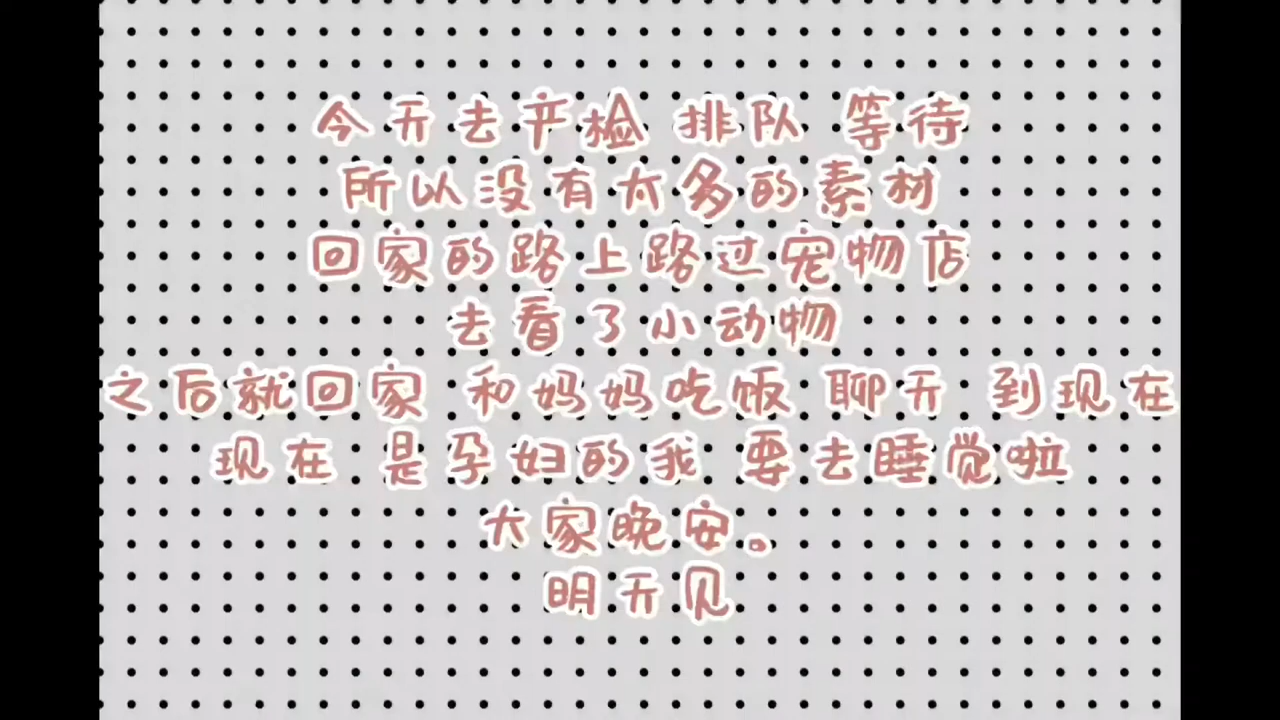 今天去产检 排队 等待
所以没有太多的素材
回家的路上路过宠物店
去看了小动物
之后就回家 和妈妈吃饭 聊天 到现在
现在 是孕妇的我 要去睡觉啦
大家晚安。
明天见